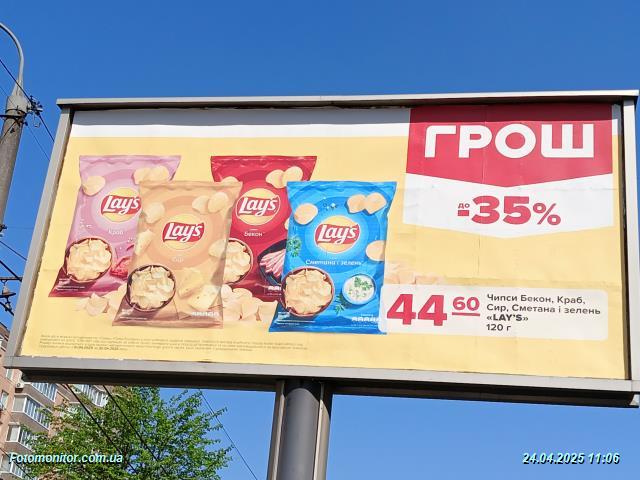 ГРОШ
до
-35%
Lay's
Краб
Lay's
Сир
Lay's
Бекон
Lay's
Сметана і зелень
44 60
Чипси Бекон, Краб,
Сир, Сметана і зелень
«LAY'S»
120 г
Fotomonitor.com.ua
24.04.2025 11:06